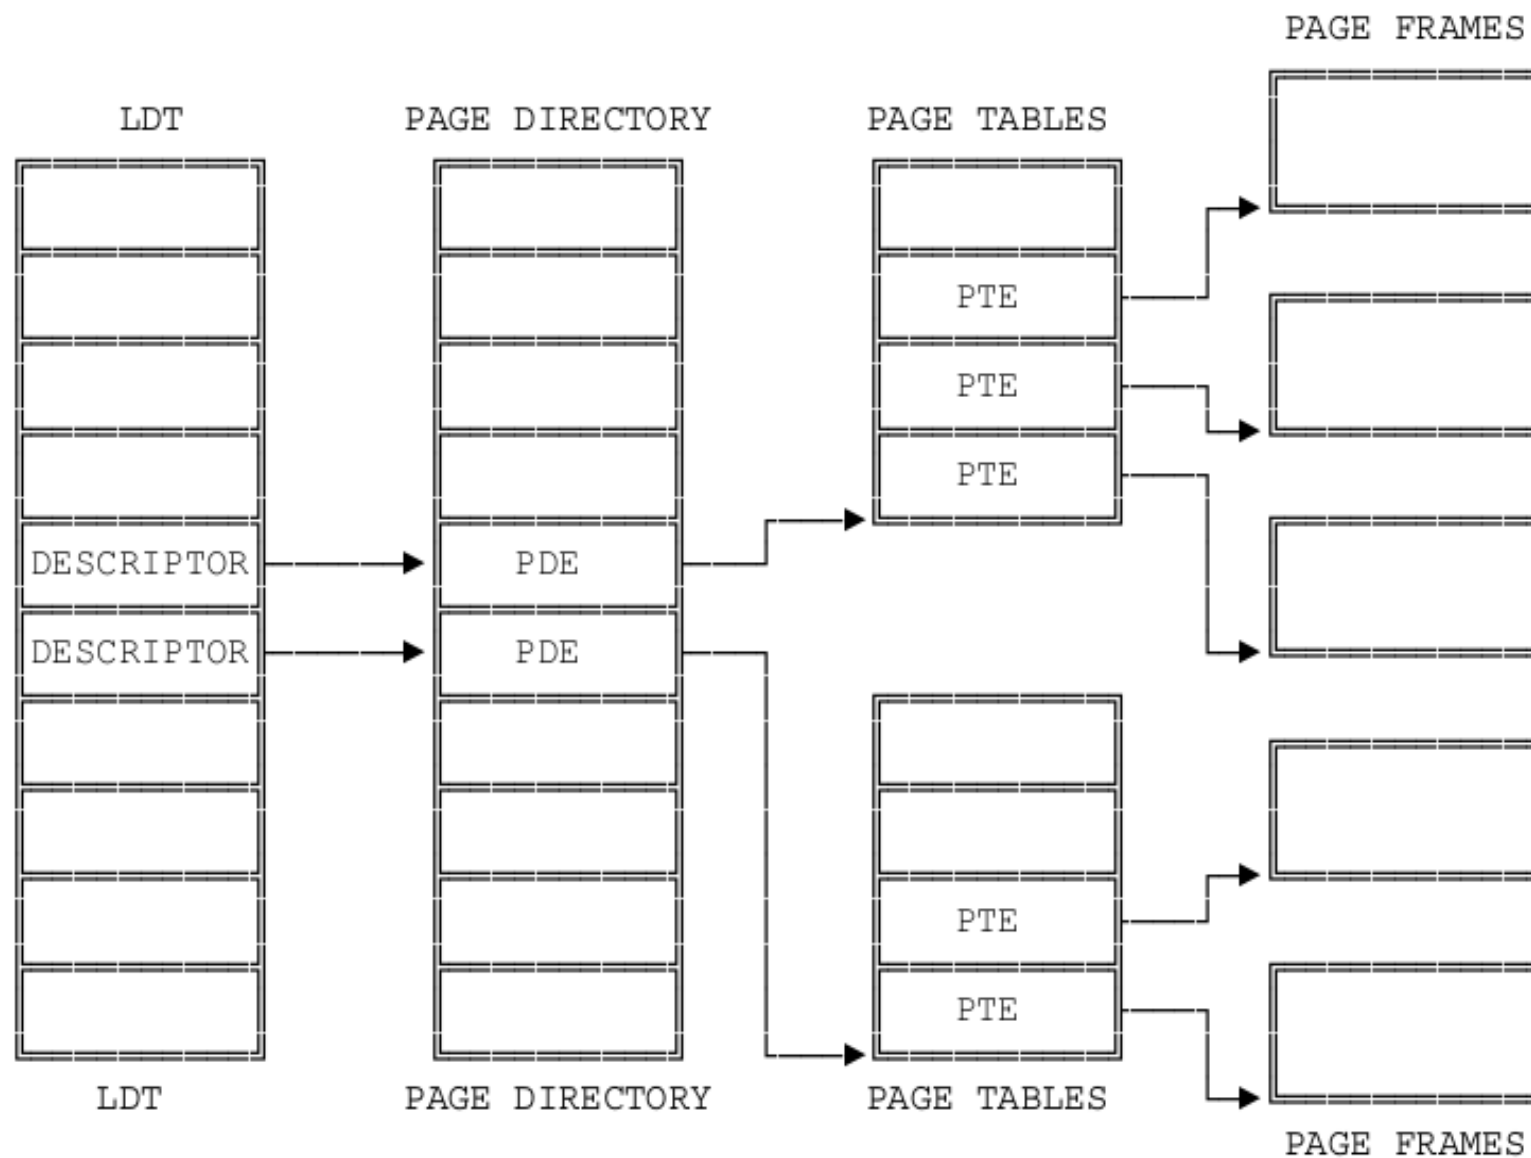 PAGE FRAMES
LDT PAGE DIRECTORY PAGE TABLES
PTE
PTE
PTE
DESCRIPTOR PDE
DESCRIPTOR PDE
PTE
PTE
LDT PAGE DIRECTORY PAGE TABLES
PAGE FRAMES